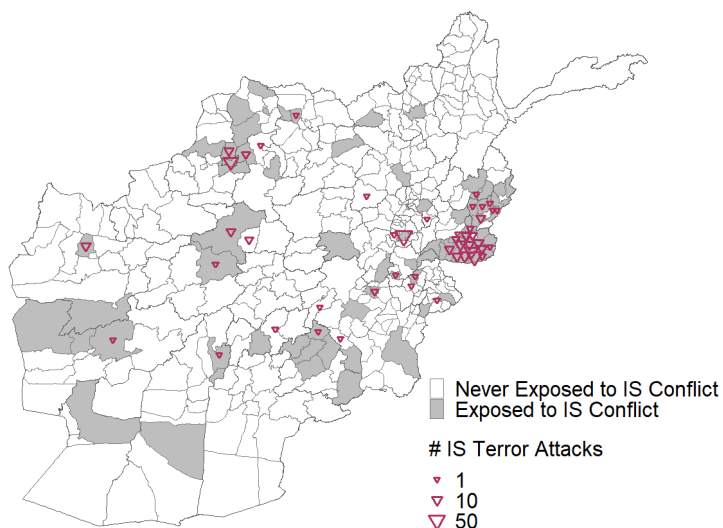 Never Exposed to IS Conflict
Exposed to IS Conflict
# IS Terror Attacks
1
10
50